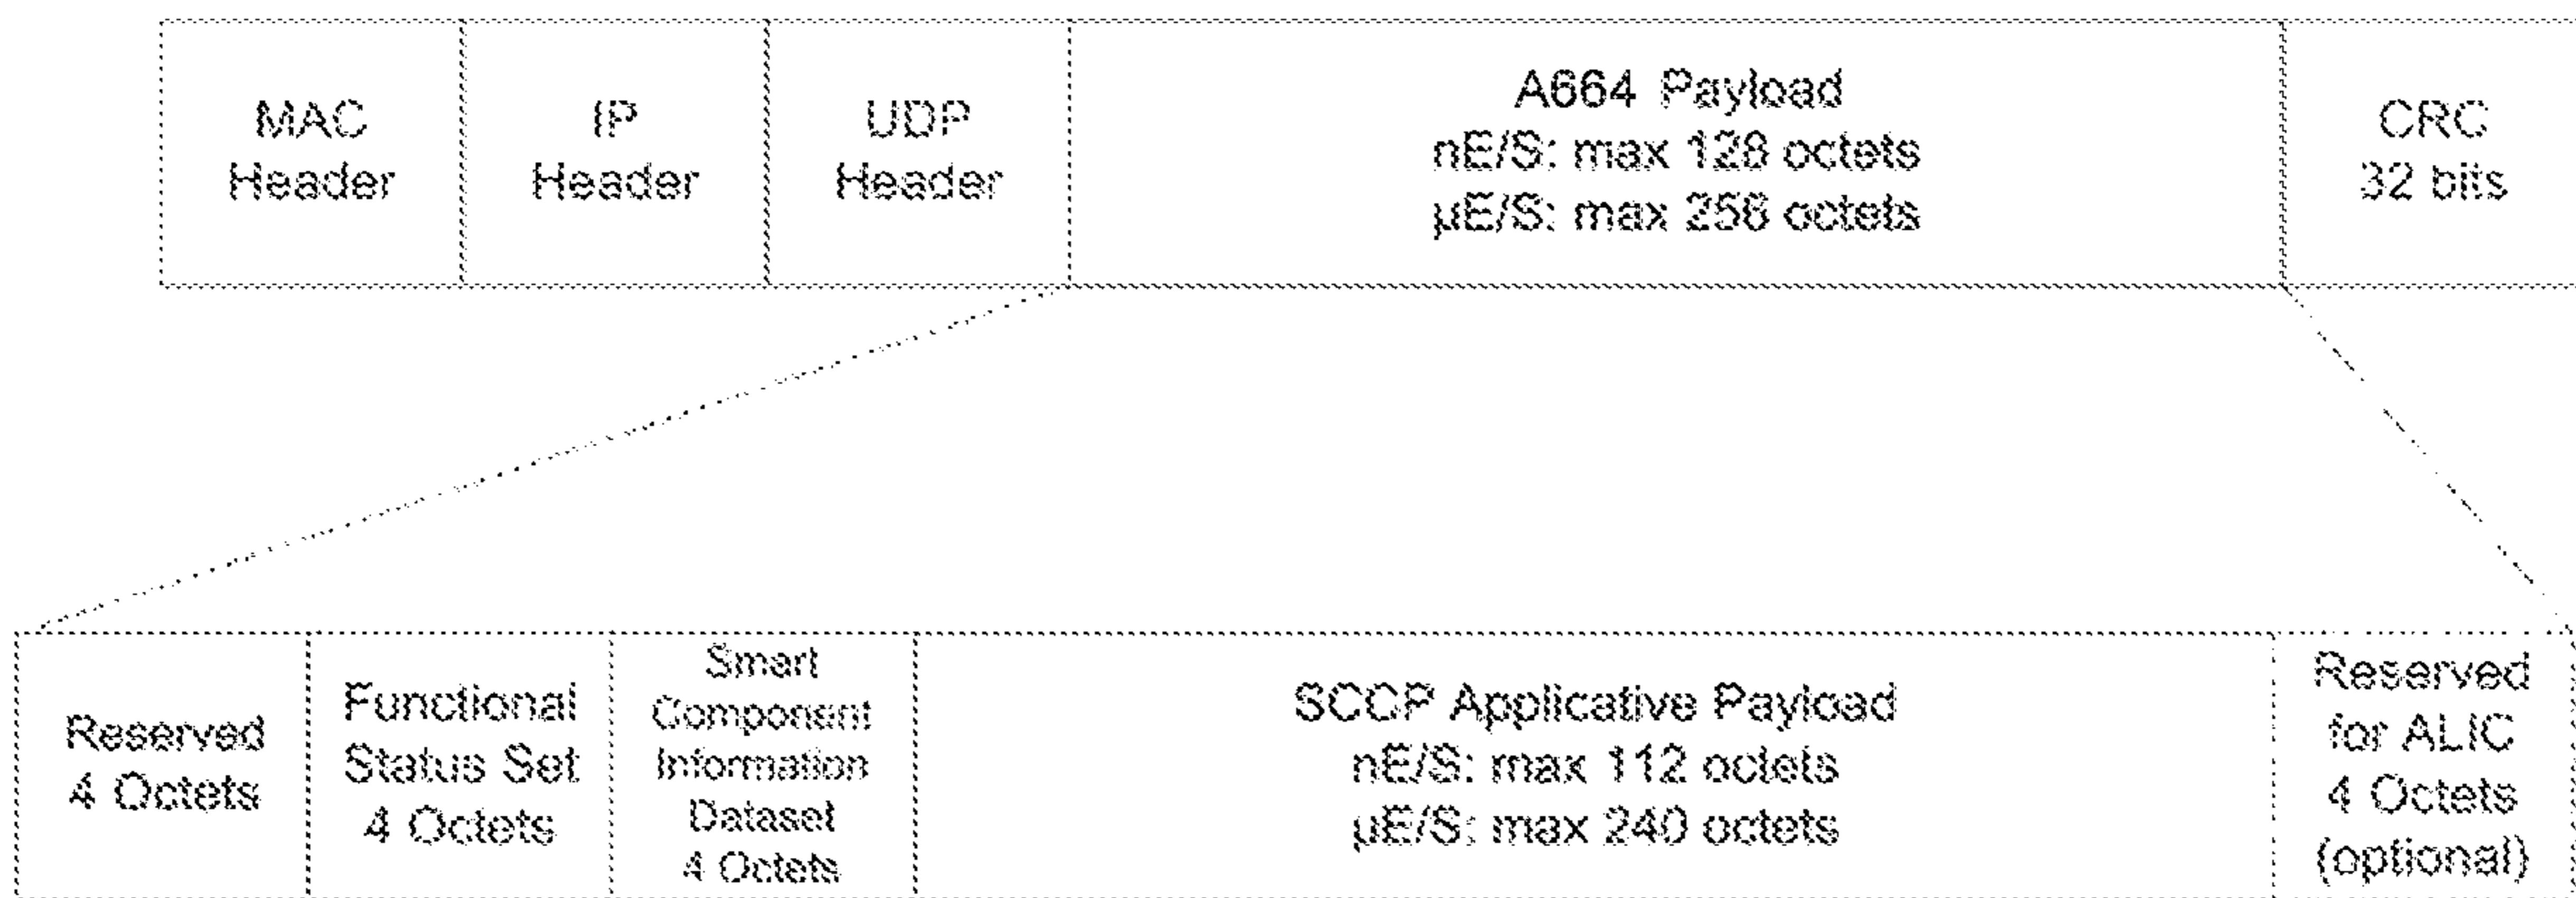 MAC
Header
IP
Header
UDP
Header
A664 Payload
nE/S: max 128 octets
µE/S: max 256 octets
CRC
32 bits
Reserved
4 Octets
Functional
Status Set
4 Octets
Smart
Component
Information
Dataset
4 Octets
SCCP Applicative Payload
nE/S: max 112 octets
µE/S: max 240 octets
Reserved
for ALIC
4 Octets
(optional)